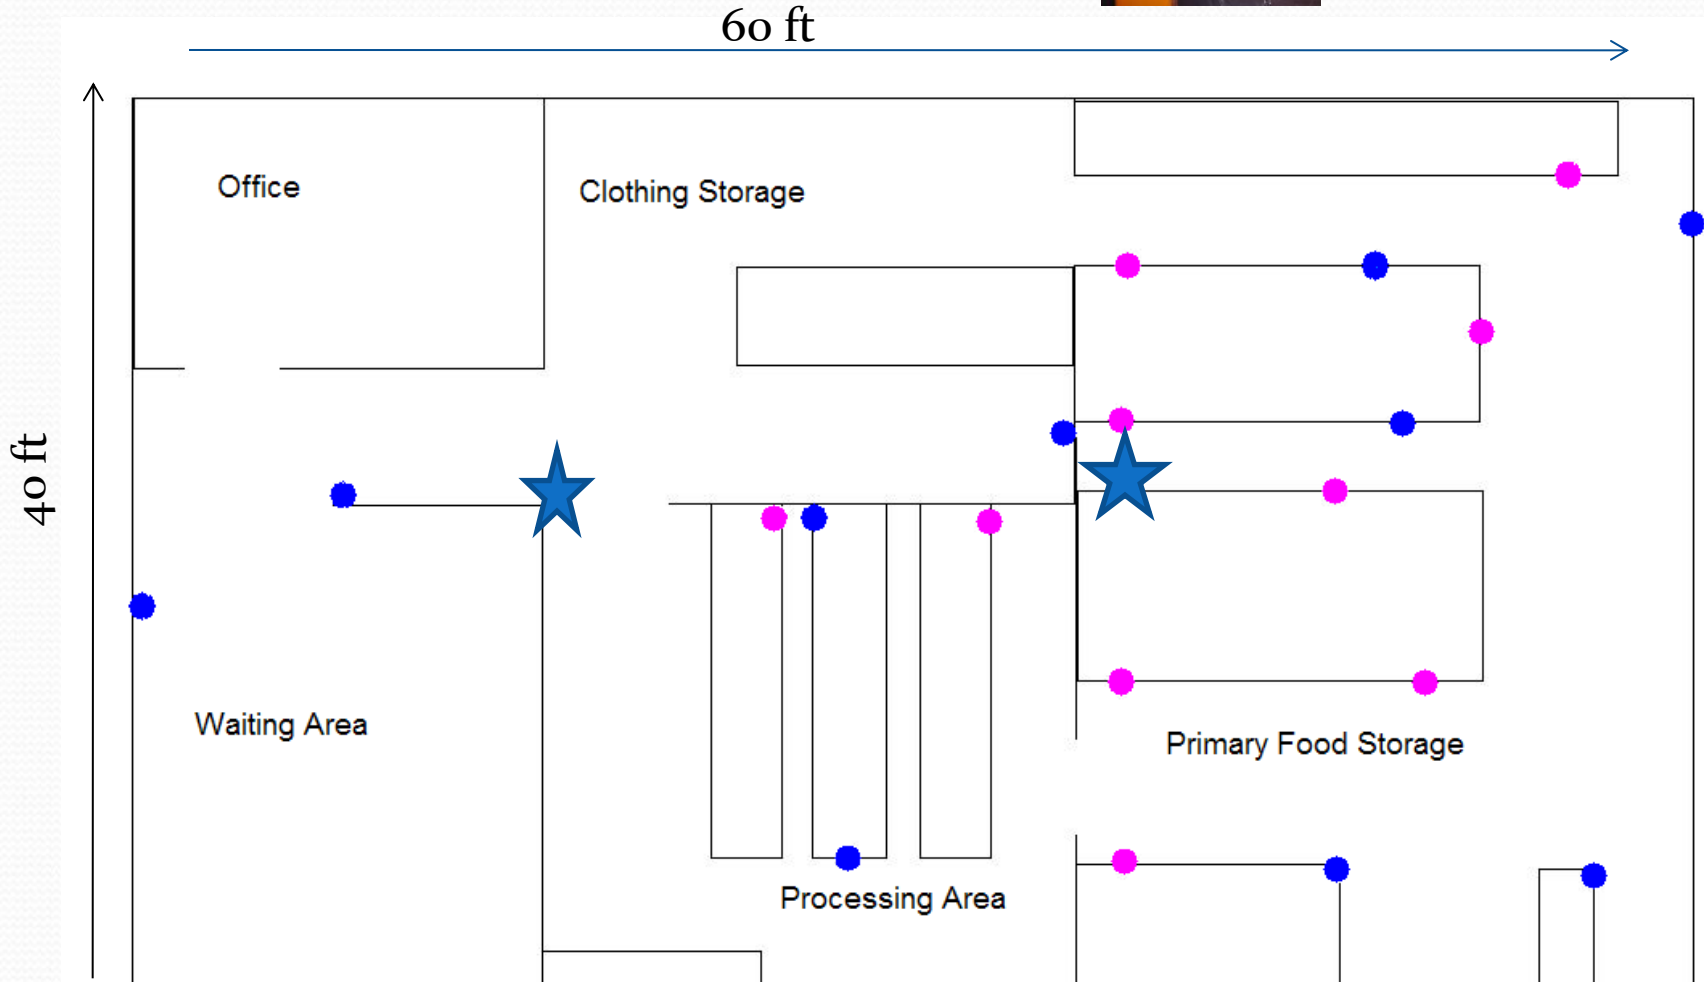 60 ft
Office
Clothing Storage
40 ft
Waiting Area
Primary Food Storage
Processing Area